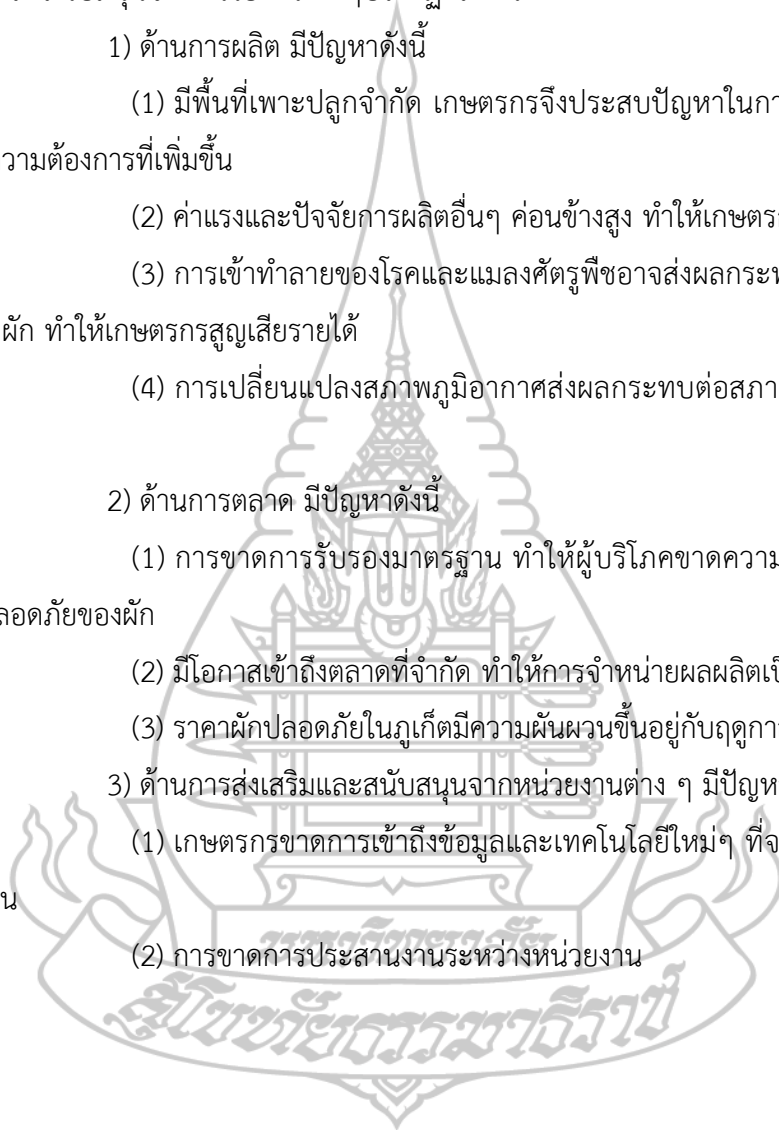 1) ด้านการผลิต มีปัญหาดังนี้
(1) มีพื้นที่เพาะปลูกจำกัด เกษตรกรจึงประสบปัญหาในกา
วามต้องการที่เพิ่มขึ้น
(2) ค่าแรงและปัจจัยการผลิตอื่นๆ ค่อนข้างสูง ทำให้เกษตร
(3) การเข้าทำลายของโรคและแมลงศัตรูพืชอาจส่งผลกระท
ผัก ทำให้เกษตรกรสูญเสียรายได้
(4) การเปลี่ยนแปลงสภาพภูมิอากาศส่งผลกระทบต่อสภา
2) ด้านการตลาด มีปัญหาดังนี้
(1) การขาดการรับรองมาตรฐาน ทำให้ผู้บริโภคขาดความ
ลอดภัยของผัก
(2) มีโอกาสเข้าถึงตลาดที่จำกัด ทำให้การจำหน่ายผลผลิตเป็
(3) ราคาผักปลอดภัยในภูเก็ตมีความผันผวนขึ้นอยู่กับฤดูกา
3) ด้านการส่งเสริมและสนับสนุนจากหน่วยงานต่าง ๆ มีปัญห
(1) เกษตรกรขาดการเข้าถึงข้อมูลและเทคโนโลยีใหม่ๆ ที่จ
น
(2) การขาดการประสานงานระหว่างหน่วยงาน
มหาวิทยาลัย
สุโขทัยธรรมาธิราช